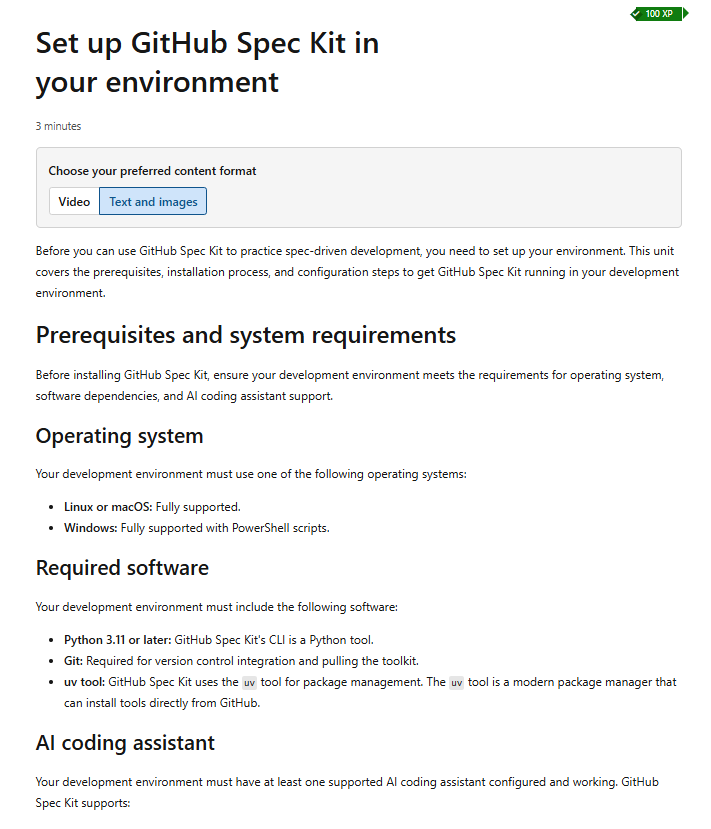 100 XP
Set up GitHub Spec Kit in
your environment
3 minutes
Choose your preferred content format
Video Text and images
Before you can use GitHub Spec Kit to practice spec-driven development, you need to set up your environment. This unit
covers the prerequisites, installation process, and configuration steps to get GitHub Spec Kit running in your development
environment.
Prerequisites and system requirements
Before installing GitHub Spec Kit, ensure your development environment meets the requirements for operating system,
software dependencies, and AI coding assistant support.
Operating system
Your development environment must use one of the following operating systems:
• Linux or macOS: Fully supported.
• Windows: Fully supported with PowerShell scripts.
Required software
Your development environment must include the following software:
• Python 3.11 or later: GitHub Spec Kit's CLI is a Python tool.
• Git: Required for version control integration and pulling the toolkit.
• uv tool: GitHub Spec Kit uses the uv tool for package management. The uv tool is a modern package manager that
can install tools directly from GitHub.
AI coding assistant
Your development environment must have at least one supported AI coding assistant configured and working. GitHub
Spec Kit supports: